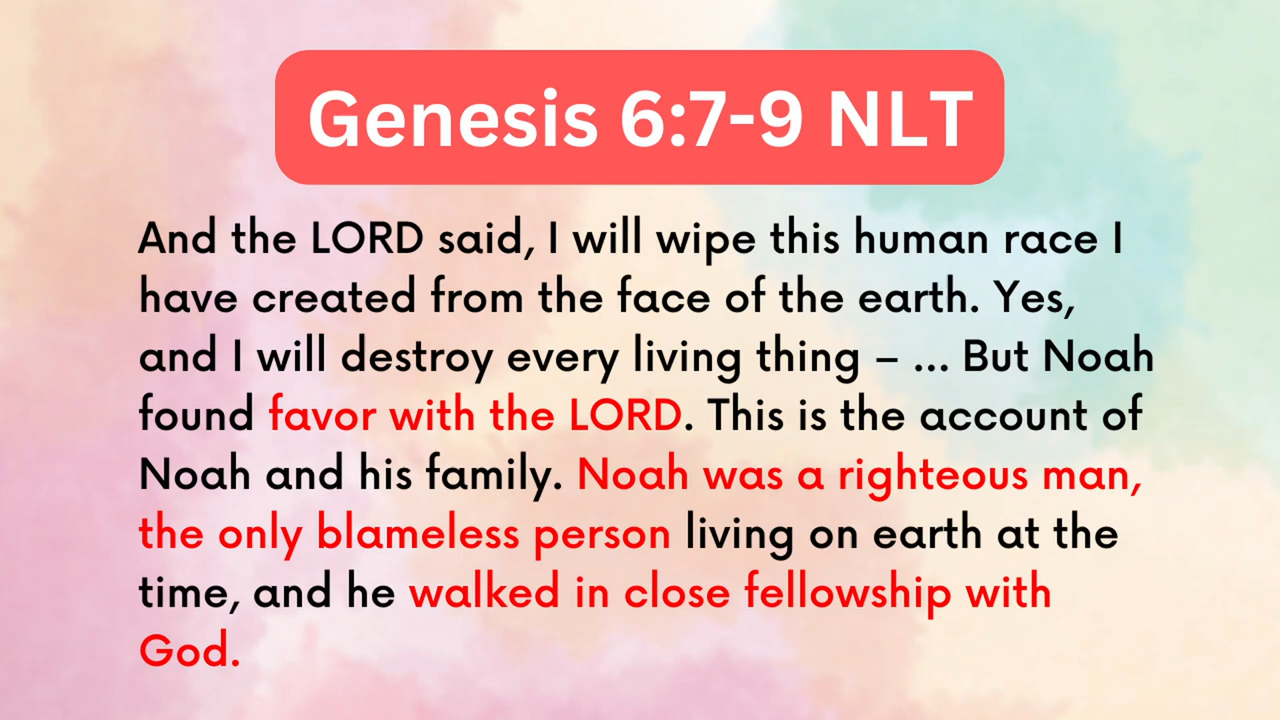 Genesis 6:7-9 NLT
And the LORD said, I will wipe this human race I
have created from the face of the earth. Yes,
and I will destroy every living thing – ... But Noah
found favor with the LORD. This is the account of
Noah and his family. Noah was a righteous man,
the only blameless person living on earth at the
time, and he walked in close fellowship with
God.